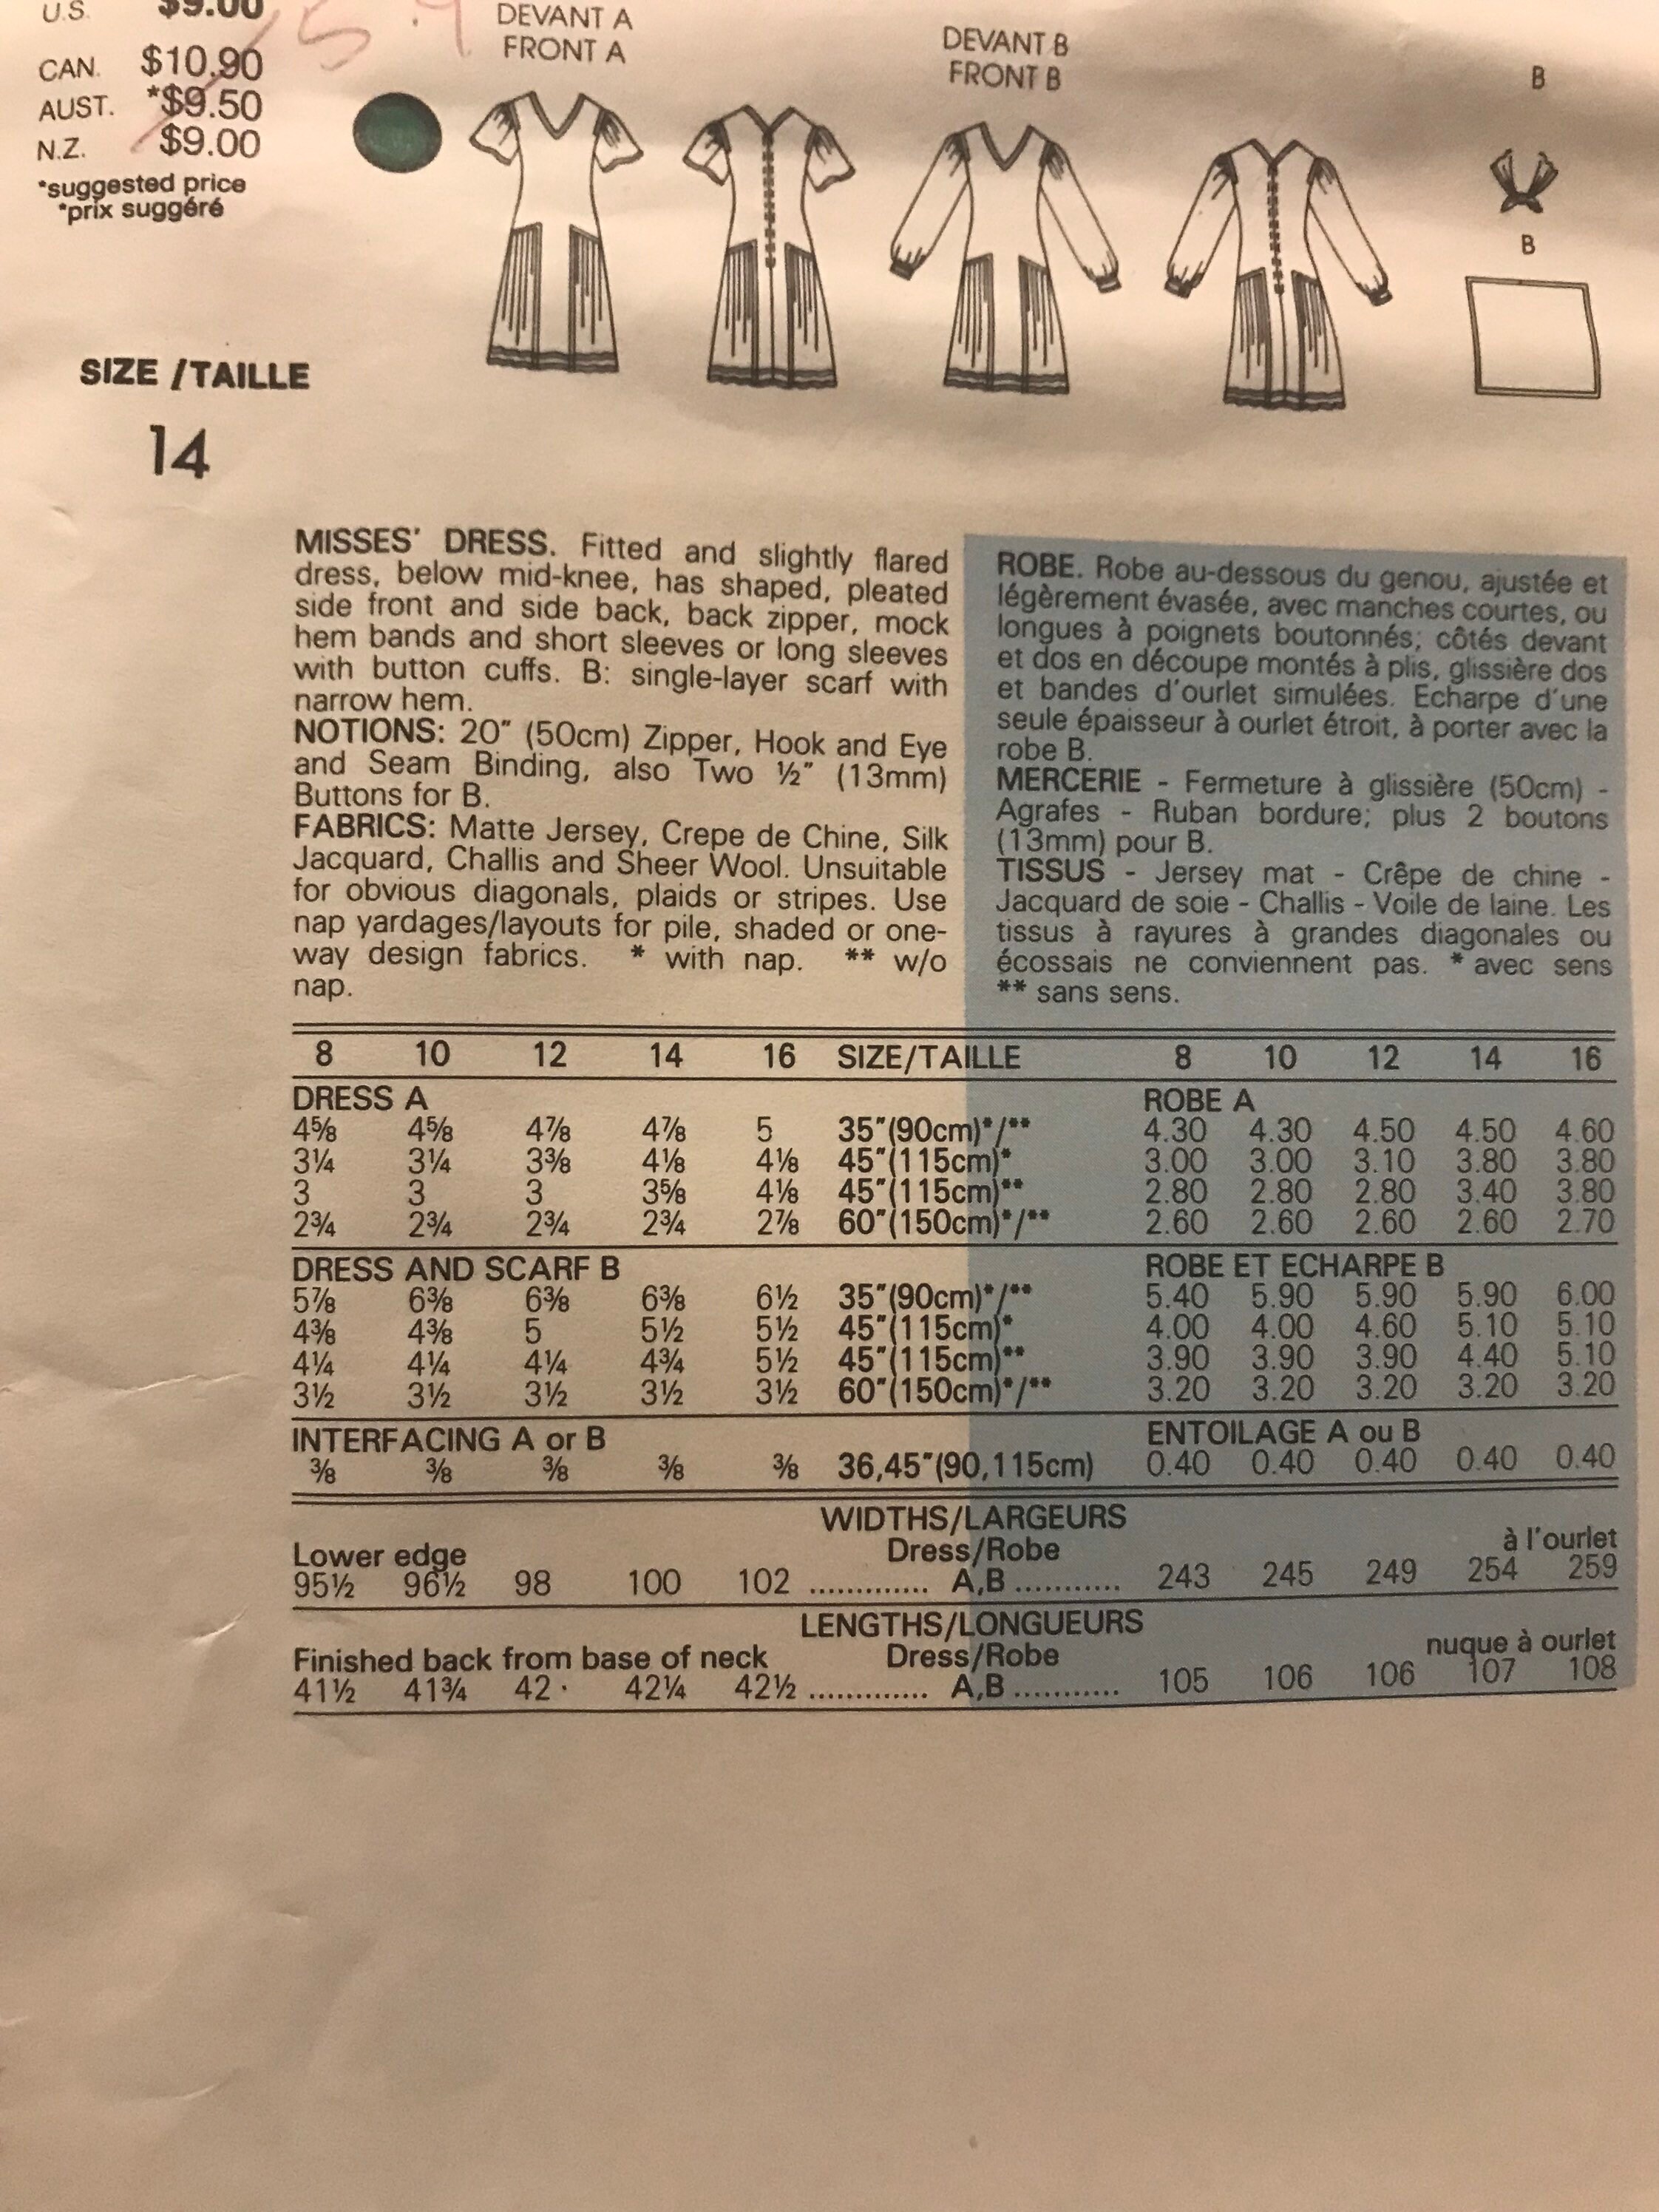 U.S. $9.00
CAN. $10.90
AUST. *$9.50
N.Z. $9.00
*suggested price
*prix suggéré
DEVANT A
FRONT A
DEVANT B
FRONT B
B
B
SIZE /TAILLE
14
MISSES' DRESS. Fitted and slightly flared
dress, below mid-knee, has shaped, pleated
side front and side back, back zipper, mock
hem bands and short sleeves or long sleeves
with button cuffs. B: single-layer scarf with
narrow hem.
NOTIONS: 20" (50cm) Zipper, Hook and Eye
and Seam Binding, also Two ½" (13mm)
Buttons for B.
FABRICS: Matte Jersey, Crepe de Chine, Silk
Jacquard, Challis and Sheer Wool. Unsuitable
for obvious diagonals, plaids or stripes. Use
nap yardages/layouts for pile, shaded or one-
way design fabrics. * with nap. ** w/o
nap.
ROBE. Robe au-dessous du genou, ajustée et
légèrement évasée, avec manches courtes, ou
longues à poignets boutonnés; côtés devant
et dos en découpe montés à plis, glissière dos
et bandes d'ourlet simulées. Echarpe d'une
seule épaisseur à ourlet étroit, à porter avec la
robe B.
MERCERIE - Fermeture à glissière (50cm) -
Agrafes - Ruban bordure; plus 2 boutons
(13mm) pour B.
TISSUS - Jersey mat - Crêpe de chine -
Jacquard de soie - Challis - Voile de laine. Les
tissus à rayures à grandes diagonales ou
écossais ne conviennent pas. * avec sens
** sans sens.
8 10 12 14 16 SIZE/TAILLE 8 10 12 14 16
DRESS A ROBE A
4⅝ 4⅝ 4⅞ 4⅞ 5 35"(90cm)*/** 4.30 4.30 4.50 4.50 4.60
3¼ 3¼ 3⅜ 4⅛ 4⅛ 45"(115cm)* 3.00 3.00 3.10 3.80 3.80
3 3 3 3⅝ 4⅛ 45"(115cm)** 2.80 2.80 2.80 3.40 3.80
2¾ 2¾ 2¾ 2¾ 2⅞ 60"(150cm)*/** 2.60 2.60 2.60 2.60 2.70
DRESS AND SCARF B ROBE ET ECHARPE B
5⅞ 6⅜ 6⅜ 6⅜ 6½ 35"(90cm)*/** 5.40 5.90 5.90 5.90 6.00
4⅜ 4⅜ 5 5½ 5½ 45"(115cm)* 4.00 4.00 4.60 5.10 5.10
4¼ 4¼ 4¼ 4¾ 5½ 45"(115cm)** 3.90 3.90 3.90 4.40 5.10
3½ 3½ 3½ 3½ 3½ 60"(150cm)*/** 3.20 3.20 3.20 3.20 3.20
INTERFACING A or B ENTOILAGE A ou B
⅜ ⅜ ⅜ ⅜ ⅜ 36,45"(90,115cm) 0.40 0.40 0.40 0.40 0.40
WIDTHS/LARGEURS
Lower edge Dress/Robe à l'ourlet
95½ 96½ 98 100 102 ............. A,B ........... 243 245 249 254 259
LENGTHS/LONGUEURS
Finished back from base of neck Dress/Robe nuque à ourlet
41½ 41¾ 42 42¼ 42½ ............. A,B ........... 105 106 106 107 108